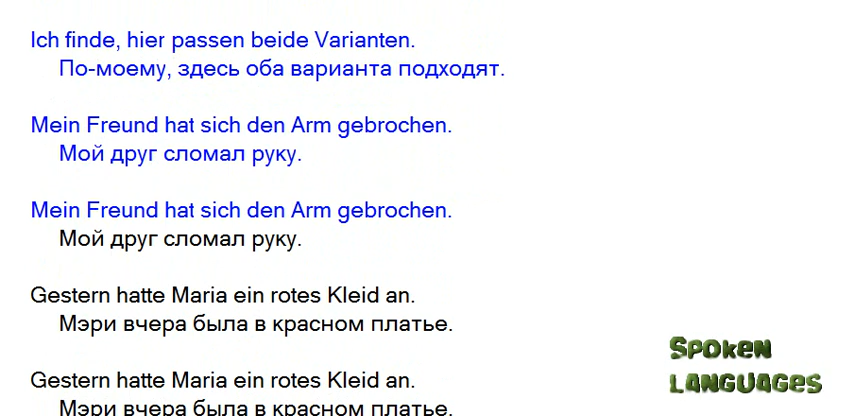 Ich finde, hier passen beide Varianten.
По-моему, здесь оба варианта подходят.
Mein Freund hat sich den Arm gebrochen.
Мой друг сломал руку.
Mein Freund hat sich den Arm gebrochen.
Мой друг сломал руку.
Gestern hatte Maria ein rotes Kleid an.
Мэри вчера была в красном платье.
Gestern hatte Maria ein rotes Kleid an.
Мэри вчера была в красном платье.
SPOKEN
LANGUAGES